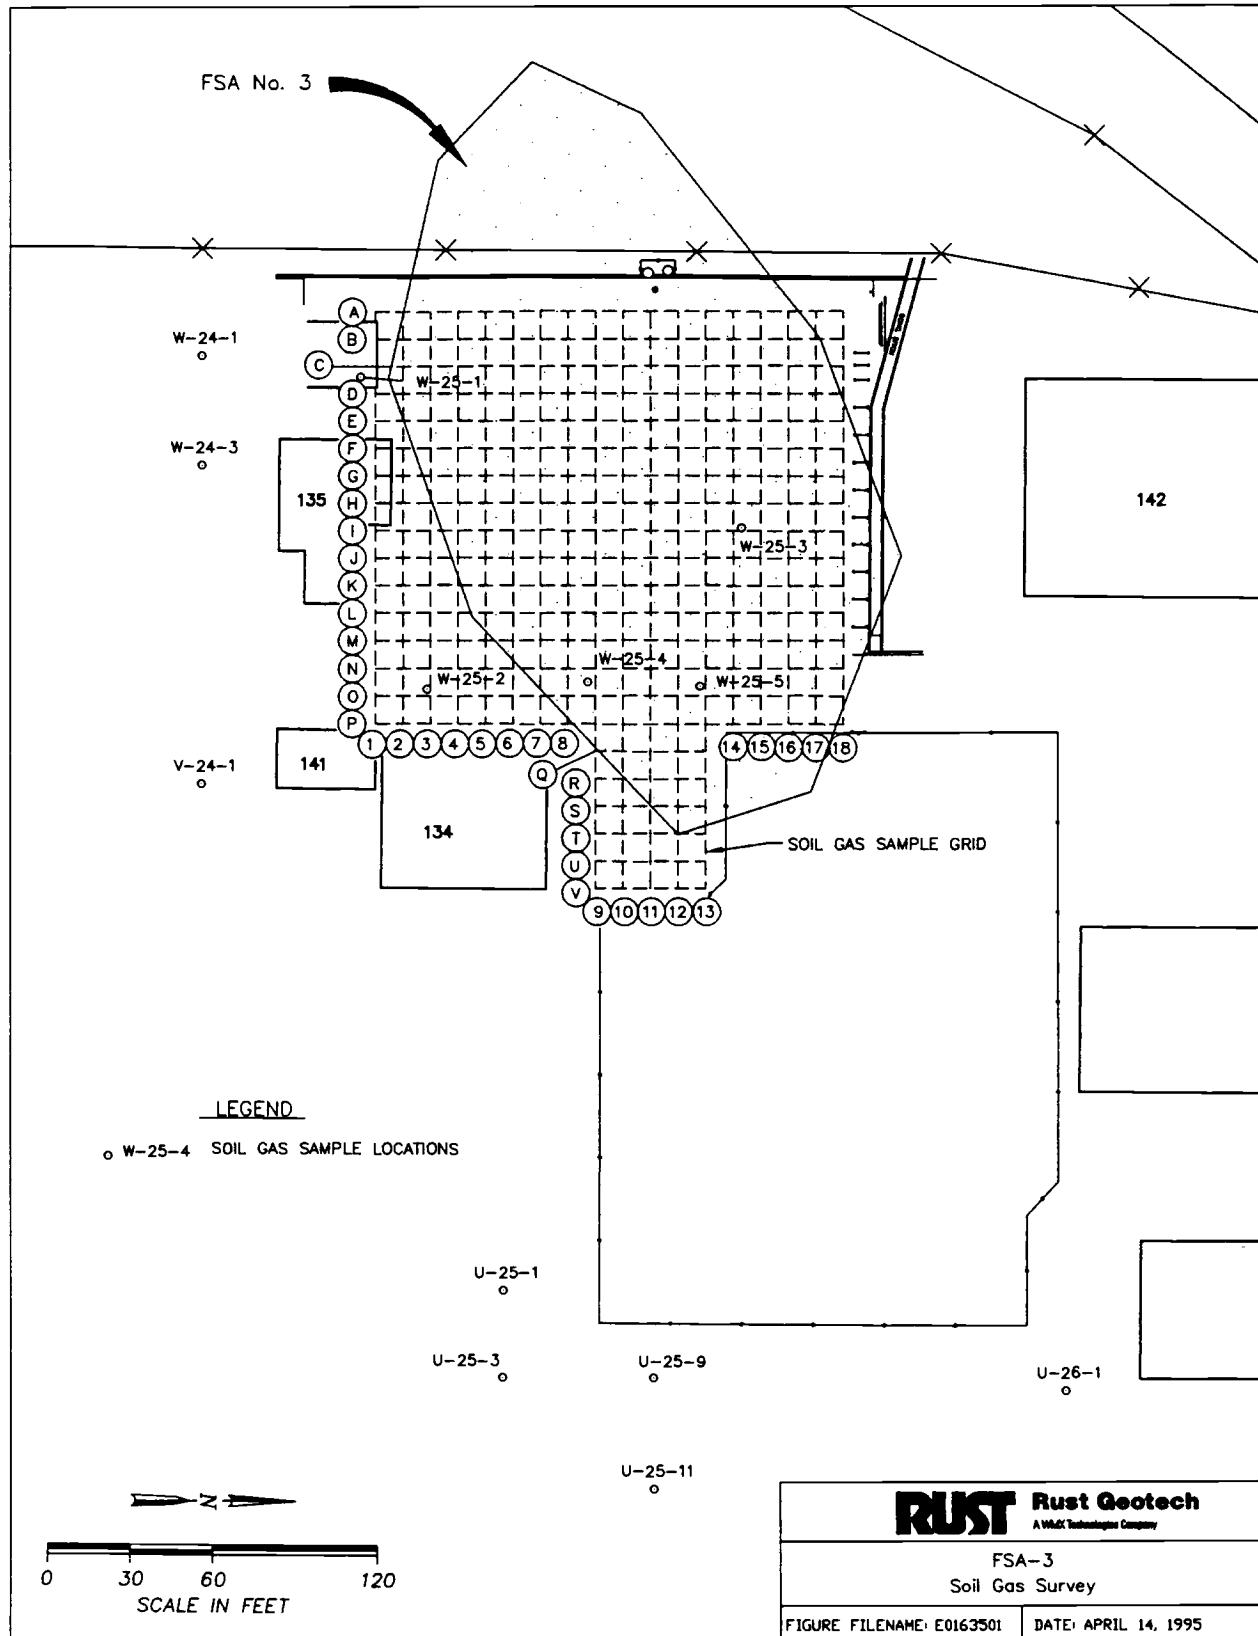 FSA No. 3
A
B
W-24-1
C
W-25-1
D
E
F
W-24-3
G
135
H
142
I
W-25-3
J
K
L
M
W-25-4
N
W-25-2
W-25-5
O
P
1 2 3 4 5 6 7 8
14 15 16 17 18
V-24-1
141
Q
R
S
134
T
SOIL GAS SAMPLE GRID
U
V
9 10 11 12 13
LEGEND
W-25-4 SOIL GAS SAMPLE LOCATIONS
U-25-1
U-25-3
U-25-9
U-26-1
U-25-11
N
0 30 60 120
SCALE IN FEET
RUST Rust Geotech
A WMX Technologies Company
FSA-3
Soil Gas Survey
FIGURE FILENAME: E0163501
DATE: APRIL 14, 1995